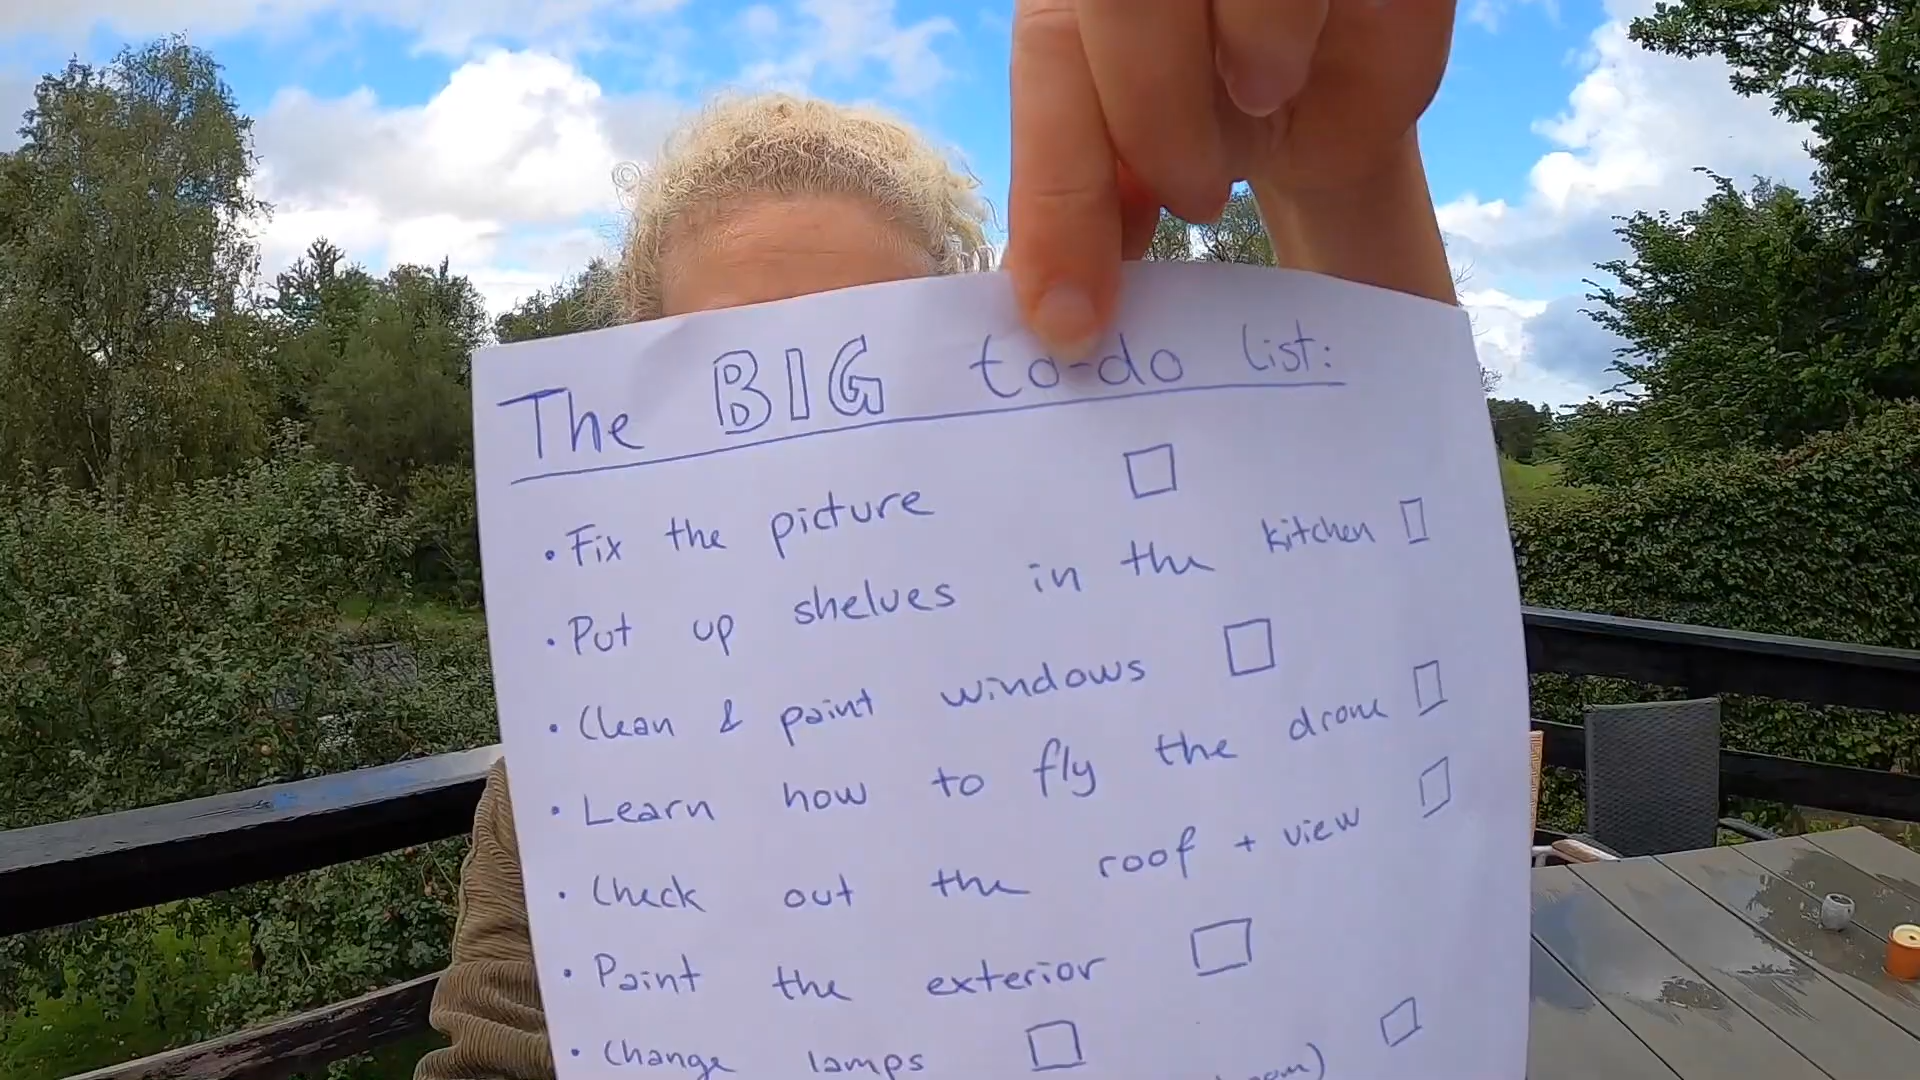 The BIG to-do list:
• Fix the picture
• Put up shelves in the kitchen
• Clean & paint windows
• Learn how to fly the drone
• Check out the roof + view
• Paint the exterior
• Change lamps